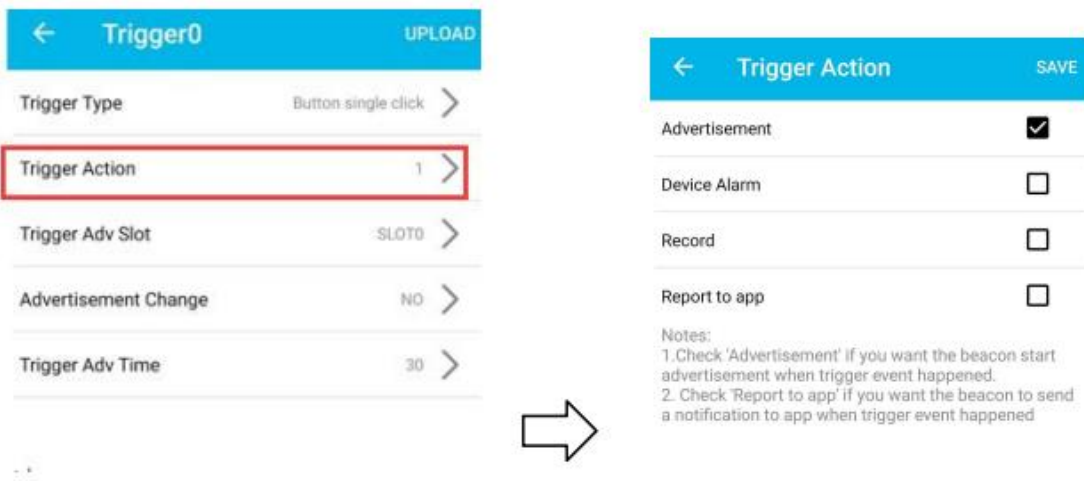 Trigger0 UPLOAD
Trigger Type Button single click
Trigger Action 1
Trigger Adv Slot SLOT0
Advertisement Change NO
Trigger Adv Time 30
Trigger Action SAVE
Advertisement
Device Alarm
Record
Report to app
Notes:
1.Check 'Advertisement' if you want the beacon start
advertisement when trigger event happened.
2. Check 'Report to app' if you want the beacon to send
a notification to app when trigger event happened